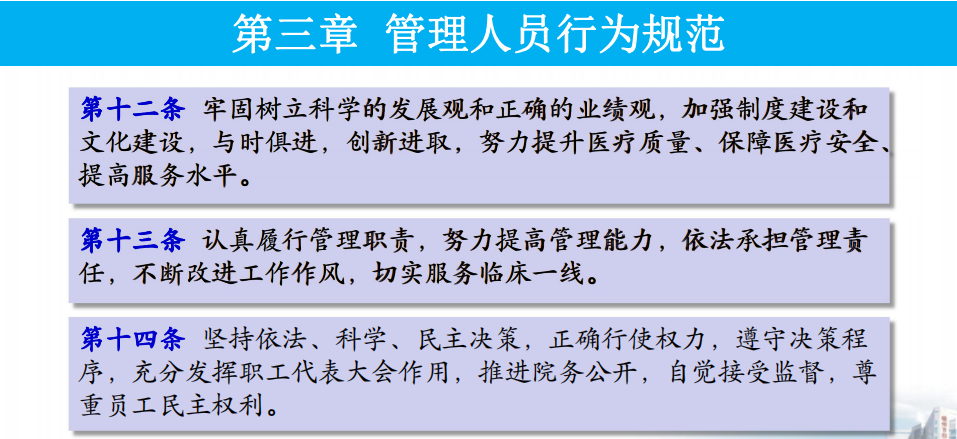 第三章 管理人员行为规范
第十二条 牢固树立科学的发展观和正确的业绩观，加强制度建设和
文化建设，与时俱进，创新进取，努力提升医疗质量、保障医疗安全、
提高服务水平。
第十三条 认真履行管理职责，努力提高管理能力，依法承担管理责
任，不断改进工作作风，切实服务临床一线。
第十四条 坚持依法、科学、民主决策，正确行使权力，遵守决策程
序，充分发挥职工代表大会作用，推进院务公开，自觉接受监督，尊
重员工民主权利。